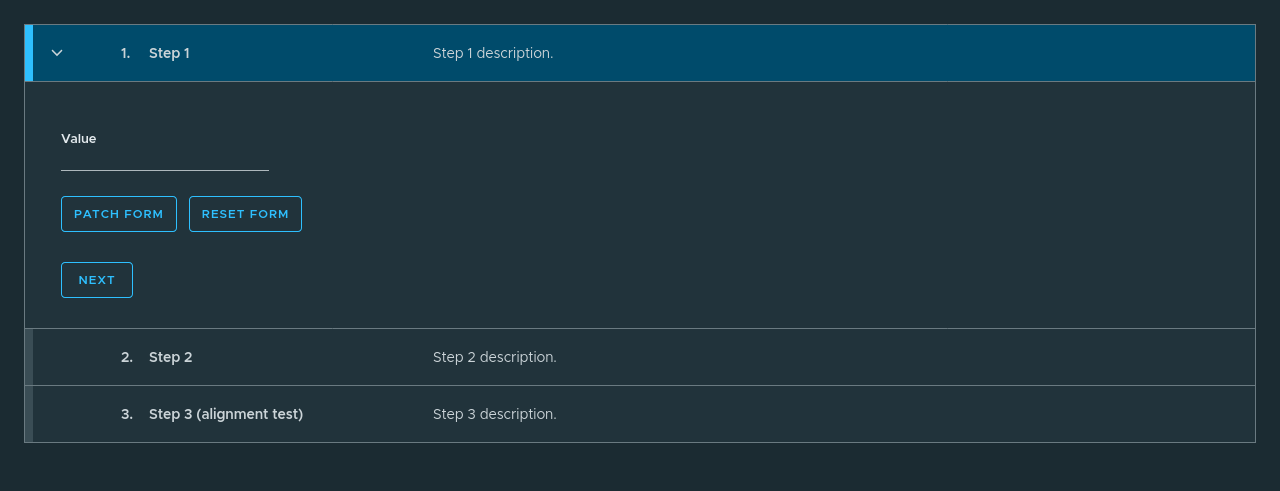 1. Step 1 Step 1 description.
Value
PATCH FORM RESET FORM
NEXT
2. Step 2 Step 2 description.
3. Step 3 (alignment test) Step 3 description.